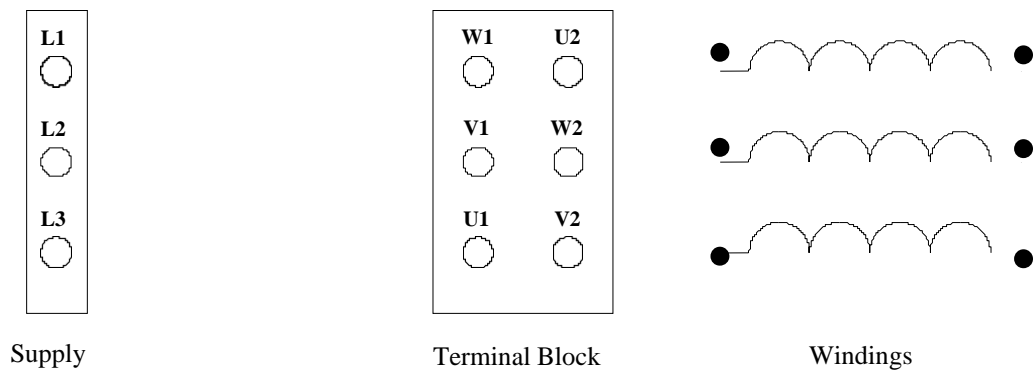 L1
W1 U2
L2
V1 W2
L3
U1 V2
Supply
Terminal Block
Windings